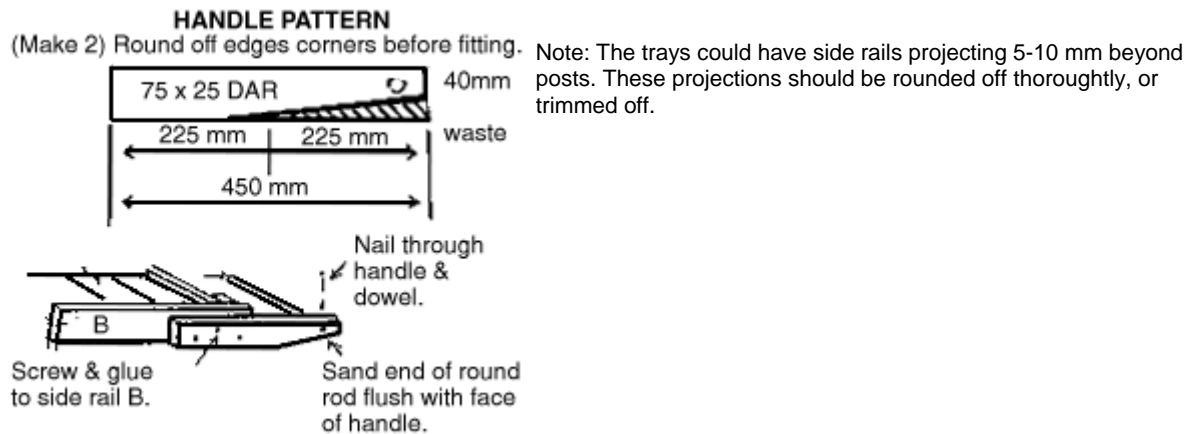 HANDLE PATTERN
(Make 2) Round off edges corners before fitting.
75 x 25 DAR
40mm
225 mm
225 mm
waste
450 mm
Note: The trays could have side rails projecting 5-10 mm beyond
posts. These projections should be rounded off thoroughtly, or
trimmed off.
Nail through
handle &
dowel.
B
Screw & glue
to side rail B.
Sand end of round
rod flush with face
of handle.